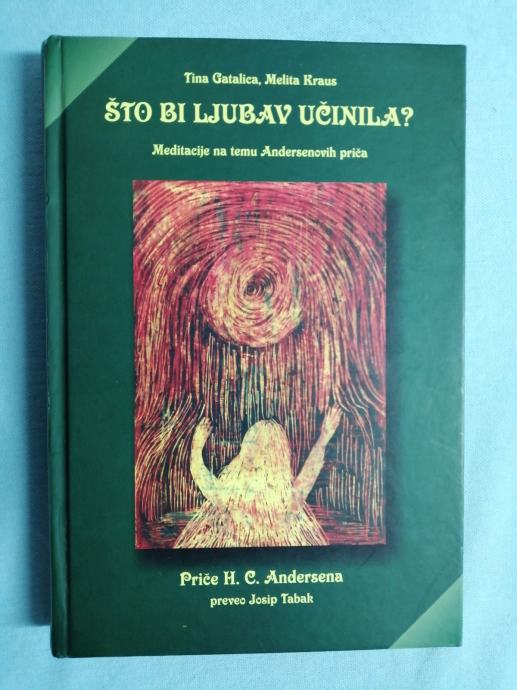 Tina Gatalica, Melita Kraus
ŠTO BI LJUBAV UČINILA?
Meditacije na temu Andersenovih priča
Priče H. C. Andersena
preveo Josip Tabak